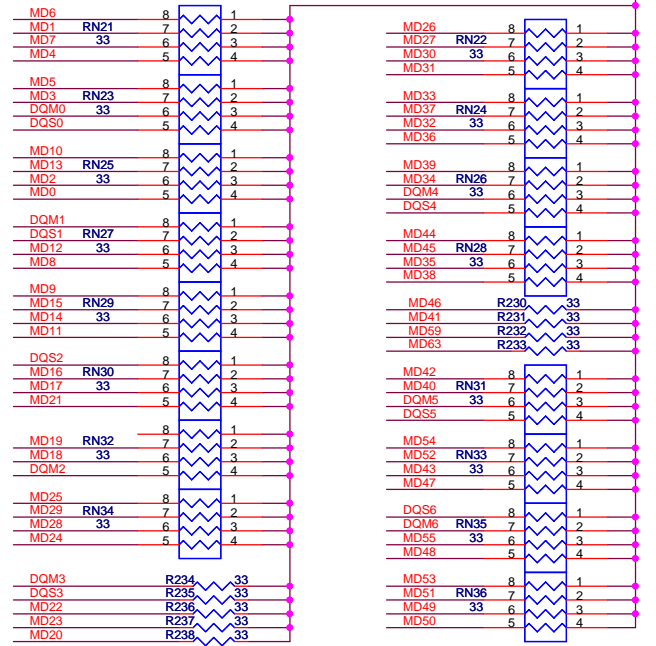 MD6 8 1
MD1 RN21 7 2
MD7 33 6 3
MD4 5 4
MD5 8 1
MD3 RN23 7 2
DQM0 33 6 3
DQS0 5 4
MD10 8 1
MD13 RN25 7 2
MD2 33 6 3
MD0 5 4
DQM1 8 1
DQS1 RN27 7 2
MD12 33 6 3
MD8 5 4
MD9 8 1
MD15 RN29 7 2
MD14 33 6 3
MD11 5 4
DQS2 8 1
MD16 RN30 7 2
MD17 33 6 3
MD21 5 4
8 1
MD19 RN32 7 2
MD18 33 6 3
DQM2 5 4
MD25 8 1
MD29 RN34 7 2
MD28 33 6 3
MD24 5 4
DQM3 R234 33
DQS3 R235 33
MD22 R236 33
MD23 R237 33
MD20 R238 33
MD26 8 1
MD27 RN22 7 2
MD30 33 6 3
MD31 5 4
MD33 8 1
MD37 RN24 7 2
MD32 33 6 3
MD36 5 4
MD39 8 1
MD34 RN26 7 2
DQM4 33 6 3
DQS4 5 4
MD44 8 1
MD45 RN28 7 2
MD35 33 6 3
MD38 5 4
MD46 R230 33
MD41 R231 33
MD59 R232 33
MD63 R233 33
MD42 8 1
MD40 RN31 7 2
DQM5 33 6 3
DQS5 5 4
MD54 8 1
MD52 RN33 7 2
MD43 33 6 3
MD47 5 4
DQS6 8 1
DQM6 RN35 7 2
MD55 33 6 3
MD48 5 4
MD53 8 1
MD51 RN36 7 2
MD49 33 6 3
MD50 5 4